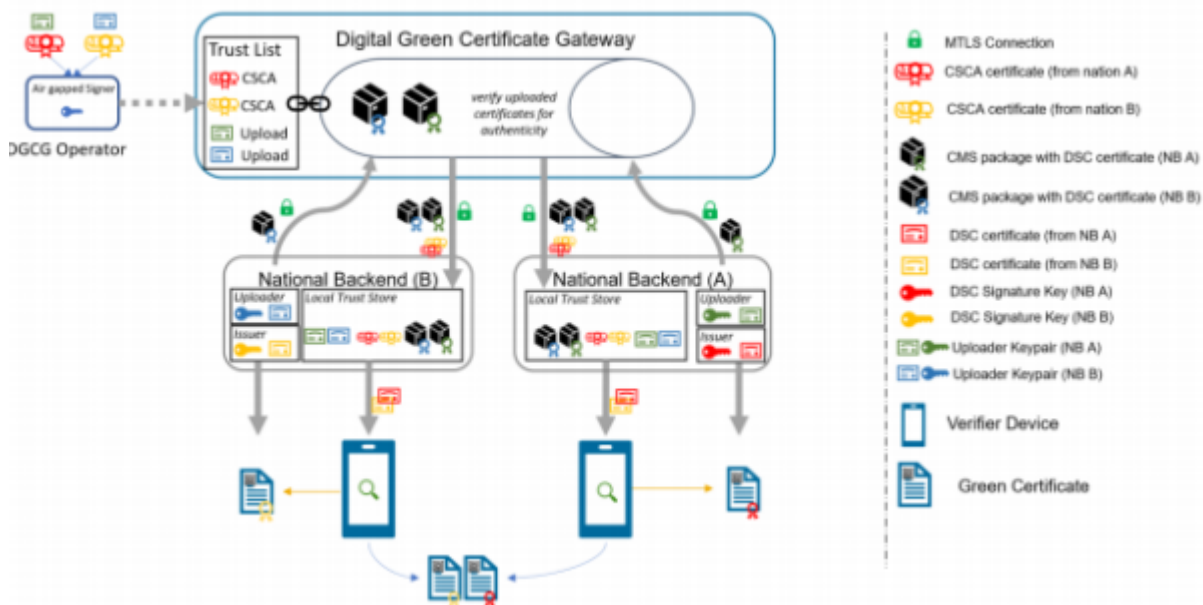 Digital Green Certificate Gateway
Trust List
CSCA
CSCA
Upload
Upload
verify uploaded
certificates for
authenticity
Air gapped Signer
DGCG Operator
National Backend (B)
Uploader
Local Trust Store
Issuer
National Backend (A)
Local Trust Store
Uploader
Issuer
MTLS Connection
CSCA certificate (from nation A)
CSCA certificate (from nation B)
CMS package with DSC certificate (NB A)
CMS package with DSC certificate (NB B)
DSC certificate (from NB A)
DSC certificate (from NB B)
DSC Signature Key (NB A)
DSC Signature Key (NB B)
Uploader Keypair (NB A)
Uploader Keypair (NB B)
Verifier Device
Green Certificate